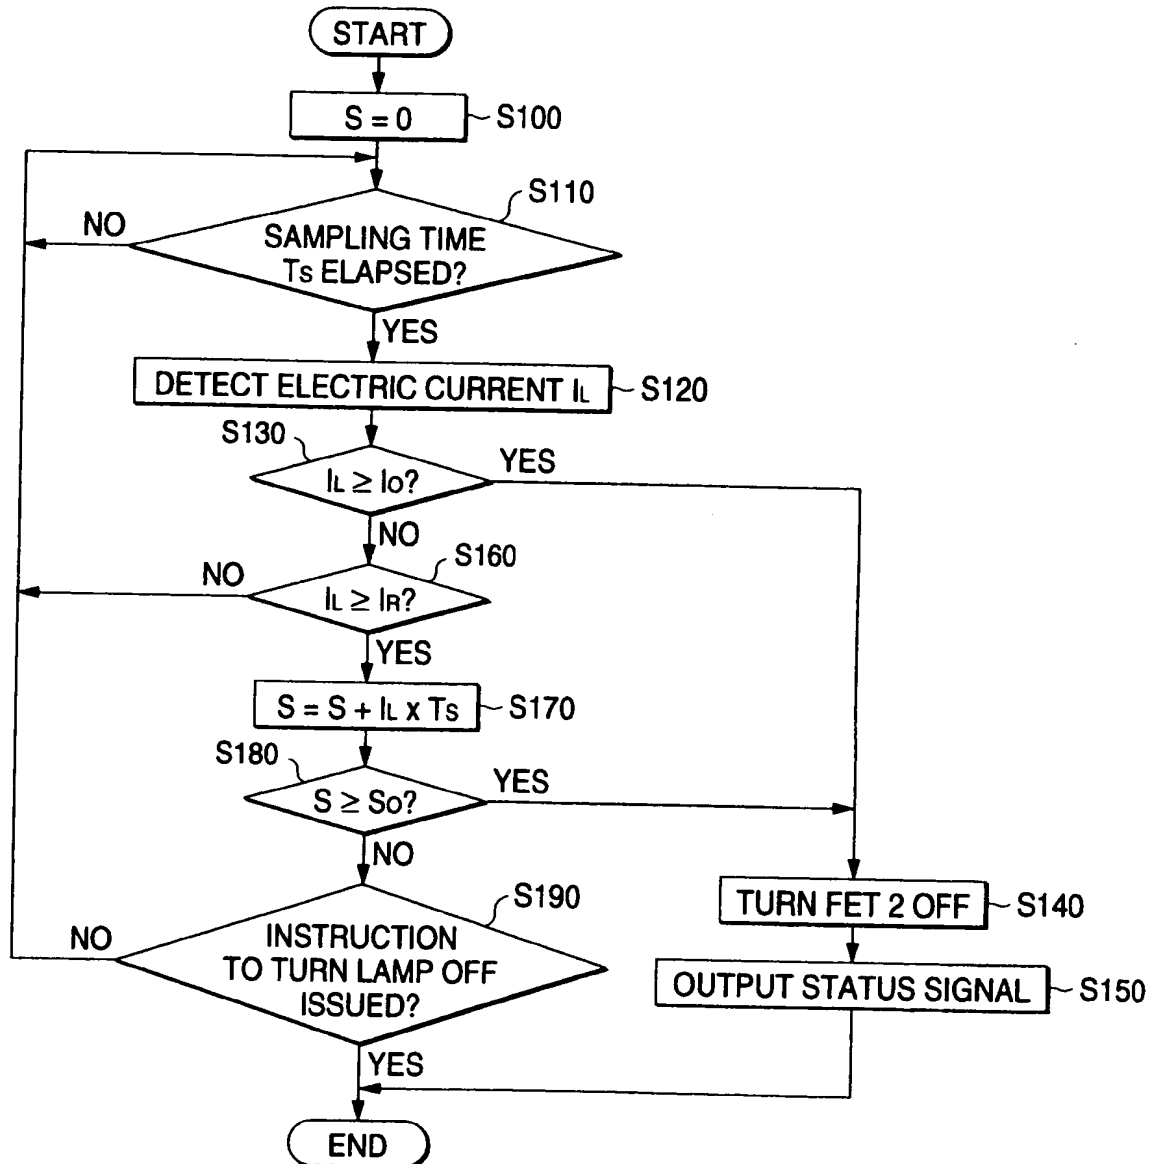 START
S = 0
S100
S110
NO
SAMPLING TIME
Ts ELAPSED?
YES
DETECT ELECTRIC CURRENT IL
S120
S130
IL ≥ IO?
YES
NO
S160
NO
IL ≥ IR?
YES
S = S + IL x Ts
S170
S180
S ≥ SO?
YES
NO
S190
NO
INSTRUCTION
TO TURN LAMP OFF
ISSUED?
TURN FET 2 OFF
S140
OUTPUT STATUS SIGNAL
S150
YES
END